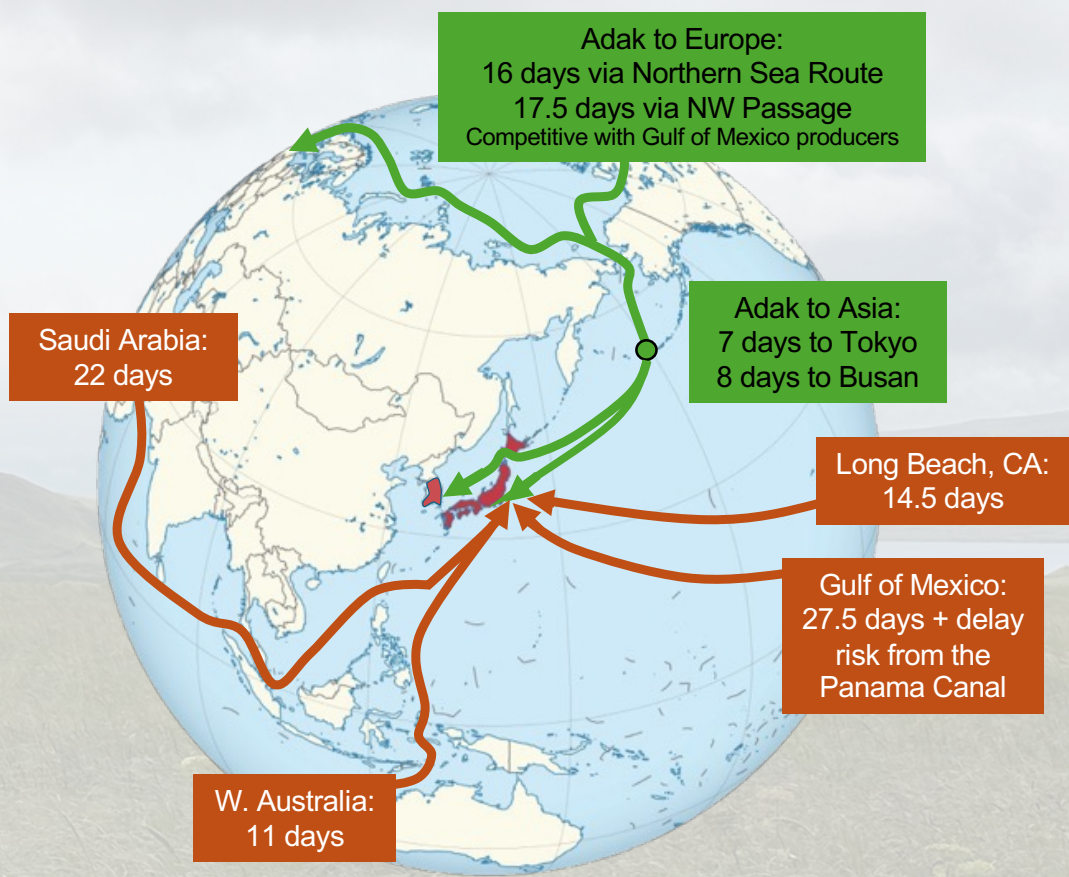 Adak to Europe:
16 days via Northern Sea Route
17.5 days via NW Passage
Competitive with Gulf of Mexico producers
Adak to Asia:
7 days to Tokyo
8 days to Busan
Saudi Arabia:
22 days
Long Beach, CA:
14.5 days
Gulf of Mexico:
27.5 days + delay
risk from the
Panama Canal
W. Australia:
11 days